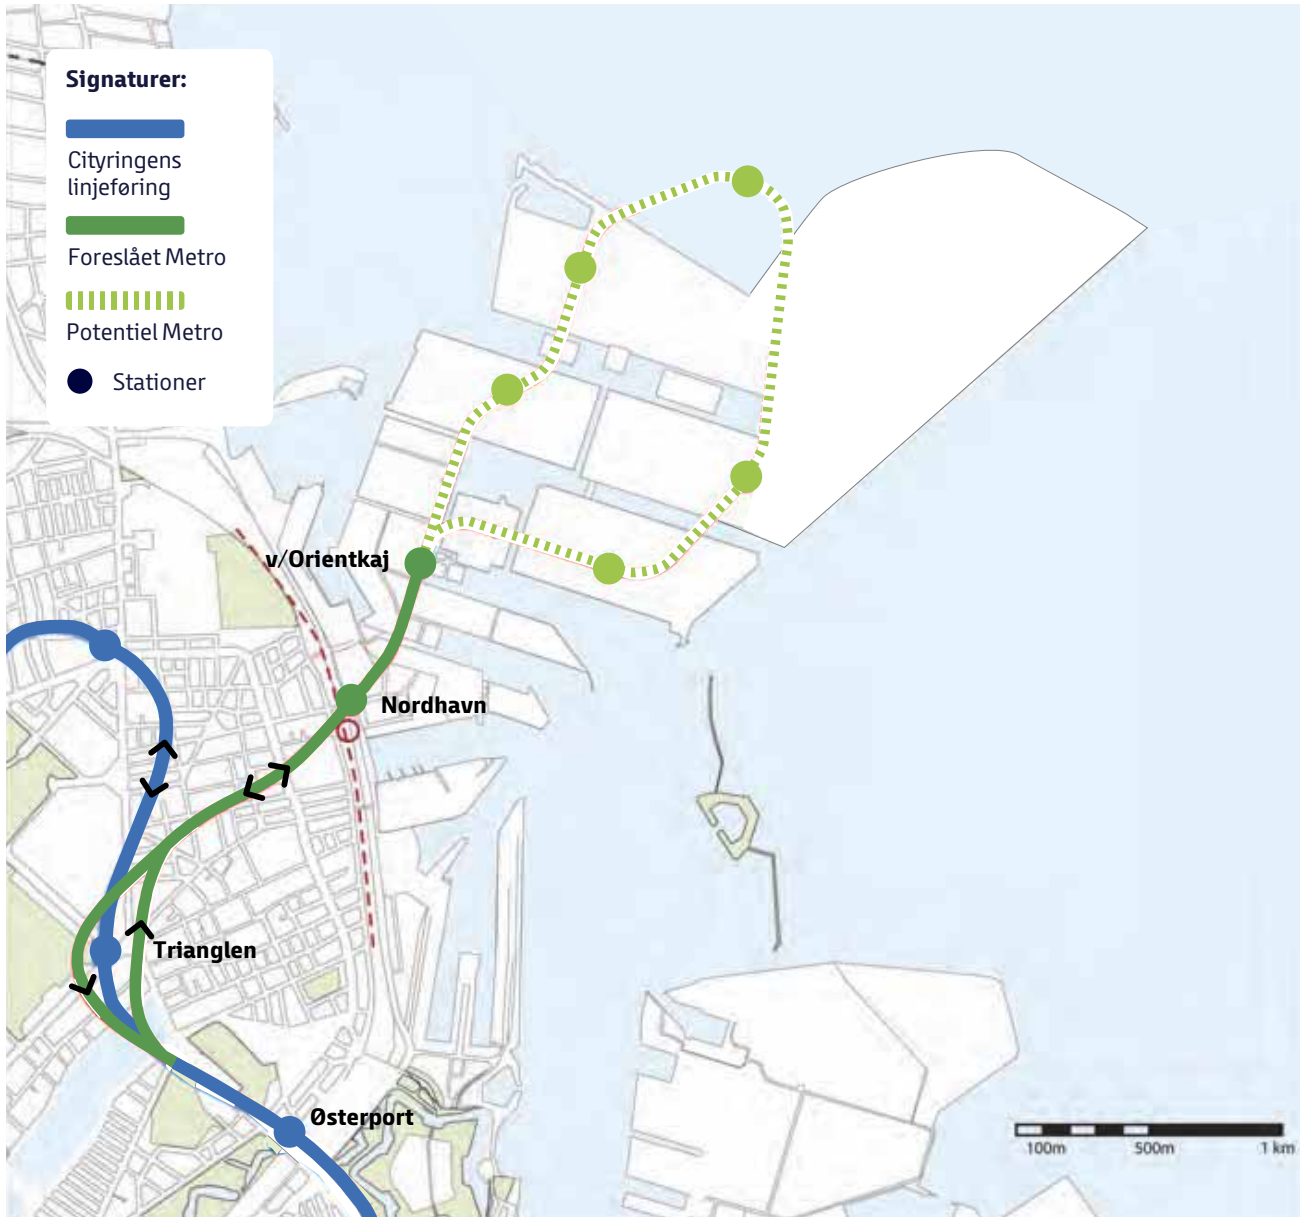 Signaturer:
Cityringens
linjeføring
Foreslået Metro
Potentiel Metro
Stationer
v/Orientkaj
Nordhavn
Trianglen
Østerport
100m 500m 1 km